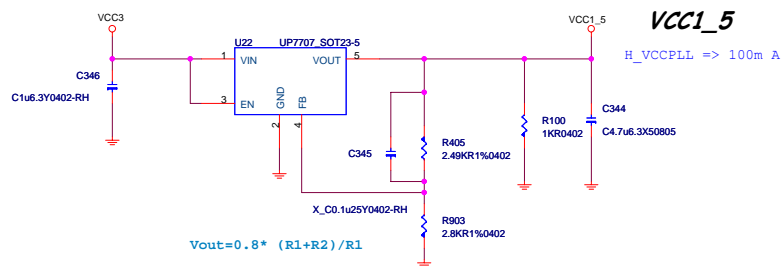 VCC3
VCC1_5
VCC1_5
H_VCCPLL => 100m A
U22
UP7707_SOT23-5
1
VIN
VOUT
5
C346
C1u6.3Y0402-RH
3
EN
GND
FB
2
4
R100
1KR0402
C344
C4.7u6.3X50805
C345
R405
2.49KR1%0402
X_C0.1u25Y0402-RH
R903
2.8KR1%0402
Vout=0.8* (R1+R2)/R1